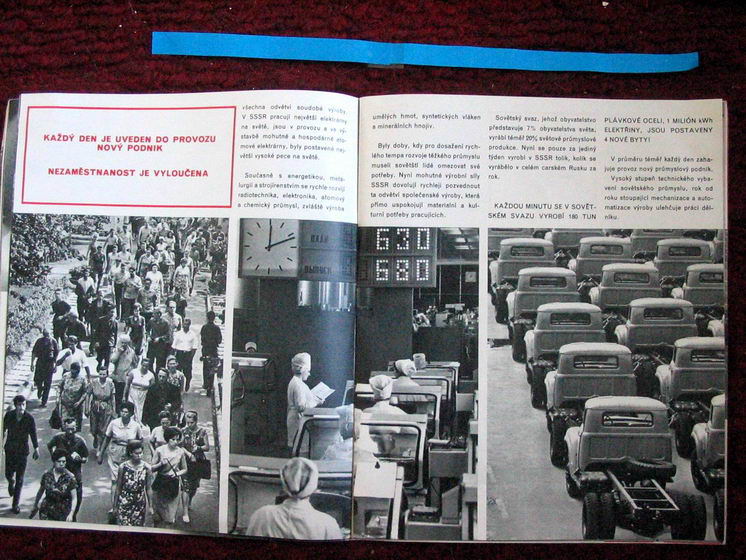 KAŽDÝ DEN JE UVEDEN DO PROVOZU
NOVÝ PODNIK
NEZAMĚSTNANOST JE VYLOUČENA
všechna odvětví soudobé výroby.
V SSSR pracují největší elektrárny
na světě, jsou v provozu a ve vý-
stavbě mohutné a hospodárné ato-
mové elektrárny, byly postaveny nej-
větší vysoké pece na světě.
Současně s energetikou, meta-
lurgií a strojírenstvím se rychle rozvíjí
radiotechnika, elektronika, atomový
a chemický průmysl, zvláště výroba
umělých hmot, syntetických vláken
a minerálních hnojiv.
Byly doby, kdy pro dosažení rych-
lého tempa rozvoje těžkého průmyslu
museli sovětští lidé omezovat své
potřeby. Nyní mohutné výrobní síly
SSSR dovolují rychleji pozvednout
ta odvětví společenské výroby, která
přímo uspokojují materiální a kul-
turní potřeby pracujících.
Sovětský svaz, jehož obyvatelstvo
představuje 7% obyvatelstva světa,
vyrábí téměř 20% světové průmyslové
produkce. Nyní se pouze za jediný
týden vyrobí v SSSR tolik, kolik se
vyrábělo v celém carském Rusku za
rok.
KAŽDOU MINUTU SE V SOVĚT-
SKÉM SVAZU VYROBÍ 180 TUN
PLÁVKOVÉ OCELI, 1 MILIÓN kWh
ELEKTŘINY, JSOU POSTAVENY
4 NOVÉ BYTY!
V průměru téměř každý den zaha-
juje provoz nový průmyslový podnik.
Vysoký stupeň technického vyba-
vení sovětského průmyslu, rok od
roku stoupající mechanizace a auto-
matizace výroby ulehčuje práci děl-
níku.
ПЛАН
630
680